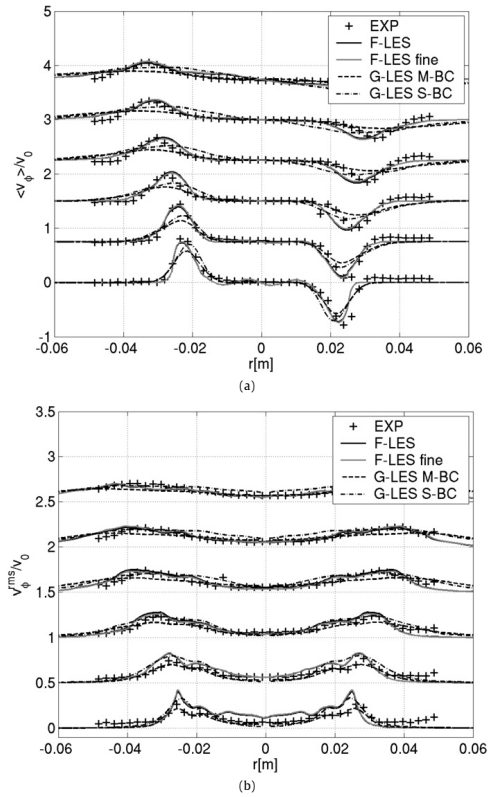 5
4
3
2
1
0
-1
<v_ϕ>/v_0
EXP
F-LES
F-LES fine
G-LES M-BC
G-LES S-BC
-0.06 -0.04 -0.02 0 0.02 0.04 0.06
r[m]
(a)
3.5
3
2.5
2
1.5
1
0.5
0
v_ϕ^rms/v_0
EXP
F-LES
F-LES fine
G-LES M-BC
G-LES S-BC
-0.06 -0.04 -0.02 0 0.02 0.04 0.06
r[m]
(b)